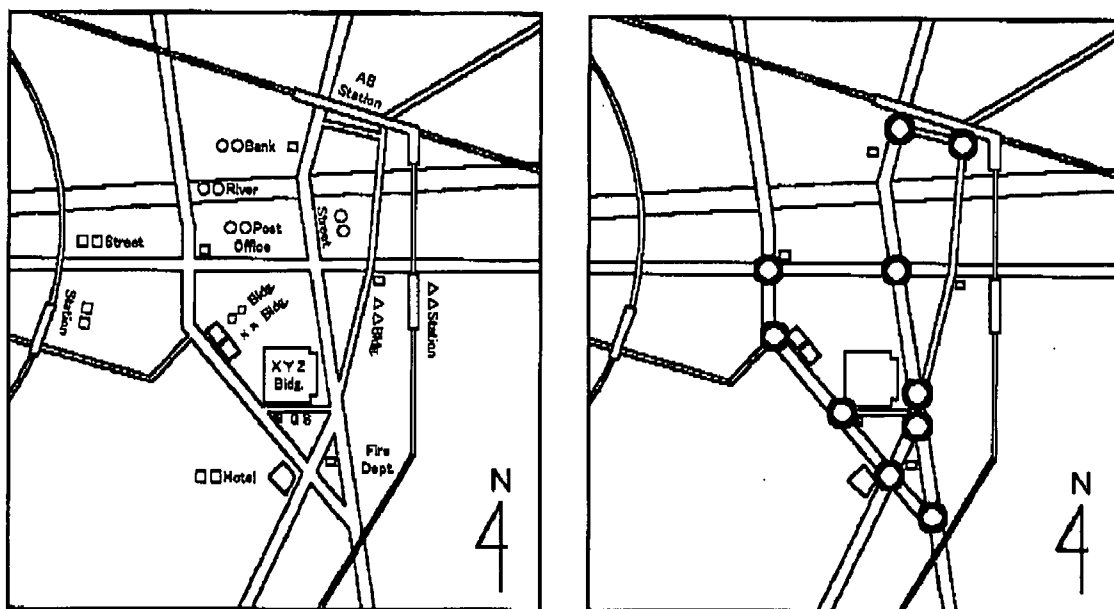 AB
Station
○○Bank
○○River
○○Post
Office
Street
○○
□□Street
Station
□□
○○ Bldg.
×× Bldg.
△△Bldg.
△△Station
XYZ
Bldg.
Fire
Dept.
□□Hotel
N
N